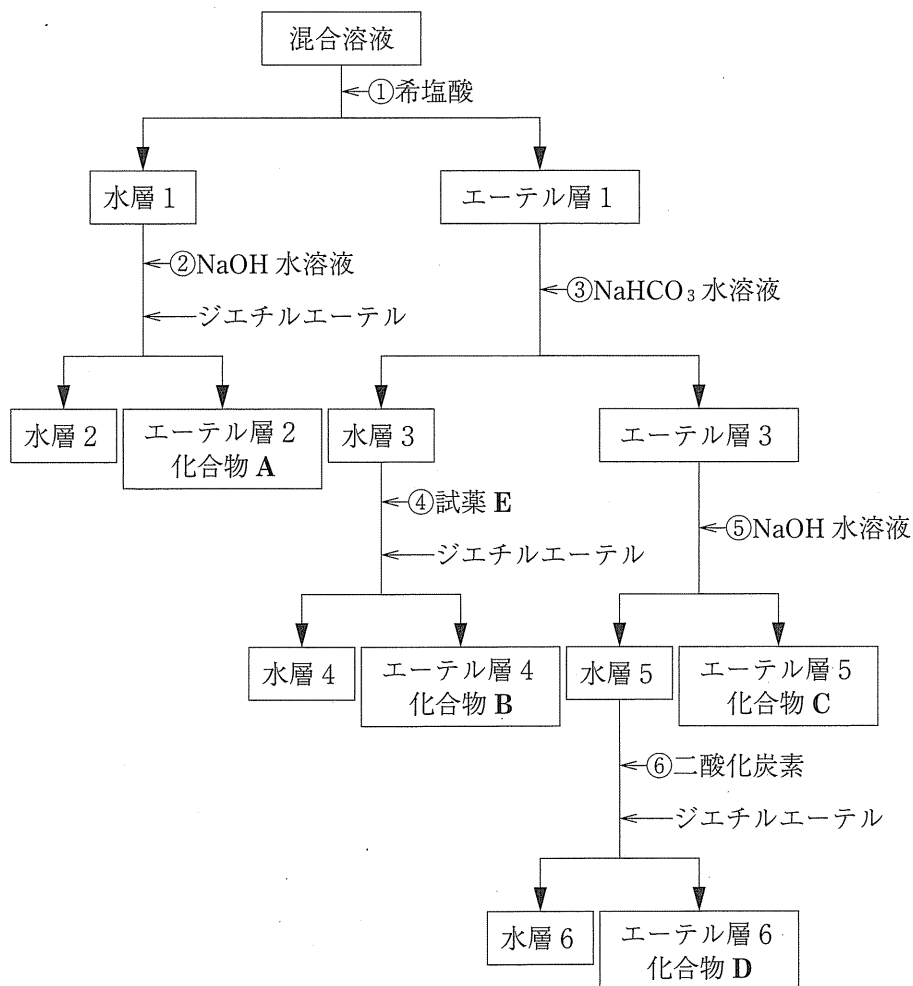 混合溶液
①希塩酸
水層1
エーテル層1
②NaOH 水溶液
③NaHCO₃ 水溶液
ジエチルエーテル
水層2
エーテル層2
化合物 A
水層3
エーテル層3
④試薬 E
⑤NaOH 水溶液
ジエチルエーテル
水層4
エーテル層4
化合物 B
水層5
エーテル層5
化合物 C
⑥二酸化炭素
ジエチルエーテル
水層6
エーテル層6
化合物 D